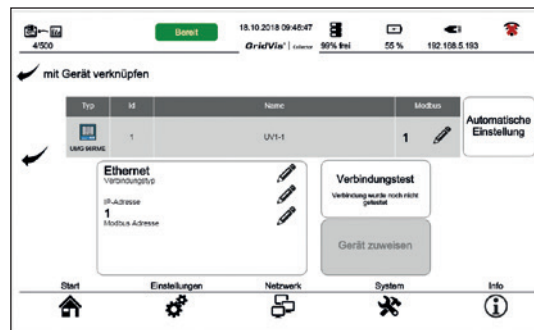 4/500
Bereit
18.10.2018 09:46:47
GridVis® | Collector
99% frei
55 %
192.168.5.193
mit Gerät verknüpfen
Typ Id Name Modbus
UMG 96RME 1 UV1-1 1
Automatische
Einstellung
Ethernet
Verbindungstyp
IP-Adresse
1
Modbus Adresse
Verbindungstest
Verbindung wurde noch nicht
getestet
Gerät zuweisen
Start Einstellungen Netzwerk System Info